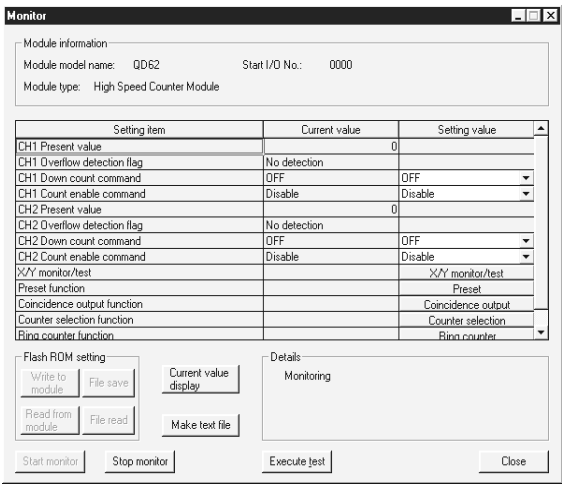 Monitor
Module information
Module model name: QD62 Start I/O No.: 0000
Module type: High Speed Counter Module
Setting item Current value Setting value
CH1 Present value 0
CH1 Overflow detection flag No detection
CH1 Down count command OFF OFF
CH1 Count enable command Disable Disable
CH2 Present value 0
CH2 Overflow detection flag No detection
CH2 Down count command OFF OFF
CH2 Count enable command Disable Disable
X/Y monitor/test X/Y monitor/test
Preset function Preset
Coincidence output function Coincidence output
Counter selection function Counter selection
Ring counter function Ring counter
Flash ROM setting
Write to module
File save
Read from module
File read
Current value display
Make text file
Details
Monitoring
Start monitor Stop monitor Execute test Close